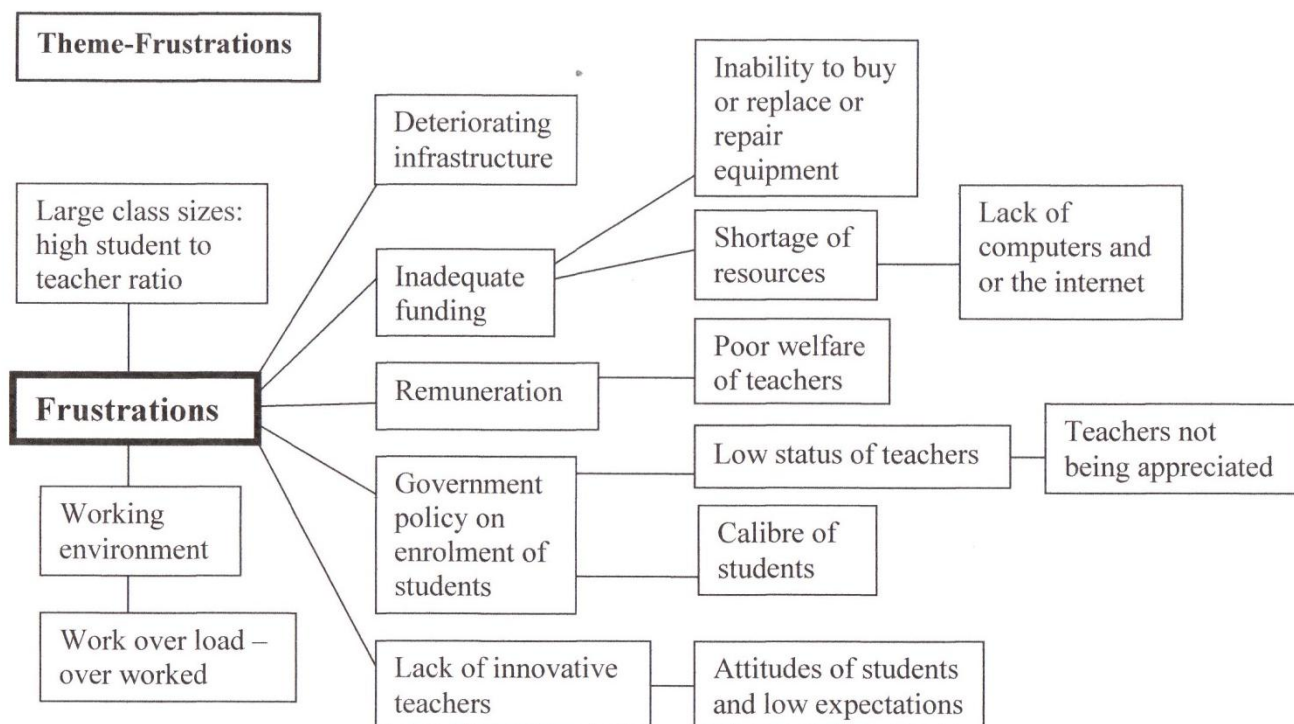 Theme-Frustrations
Large class sizes:
high student to
teacher ratio
Frustrations
Working
environment
Work over load –
over worked
Deteriorating
infrastructure
Inadequate
funding
Remuneration
Government
policy on
enrolment of
students
Lack of innovative
teachers
Inability to buy
or replace or
repair
equipment
Shortage of
resources
Poor welfare
of teachers
Low status of teachers
Calibre of
students
Attitudes of students
and low expectations
Lack of
computers and
or the internet
Teachers not
being appreciated